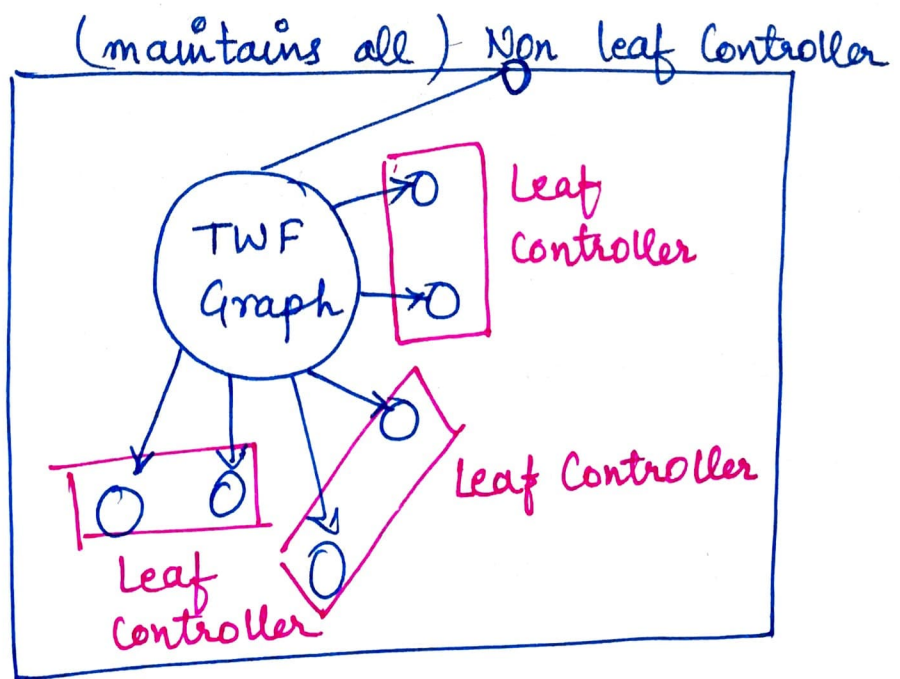 (maintains all) - Non leaf Controller
TWF
Graph
Leaf
Controller
Leaf Controller
Leaf
Controller